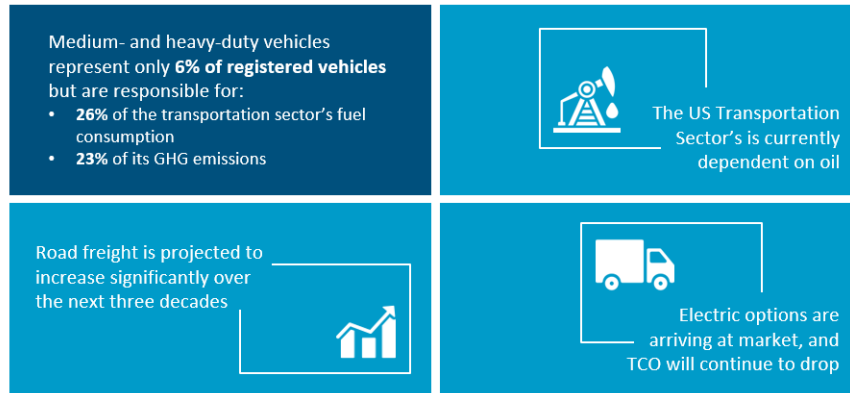 Medium- and heavy-duty vehicles
represent only 6% of registered vehicles
but are responsible for:
• 26% of the transportation sector's fuel
consumption
• 23% of its GHG emissions
The US Transportation
Sector's is currently
dependent on oil
Road freight is projected to
increase significantly over
the next three decades
Electric options are
arriving at market, and
TCO will continue to drop